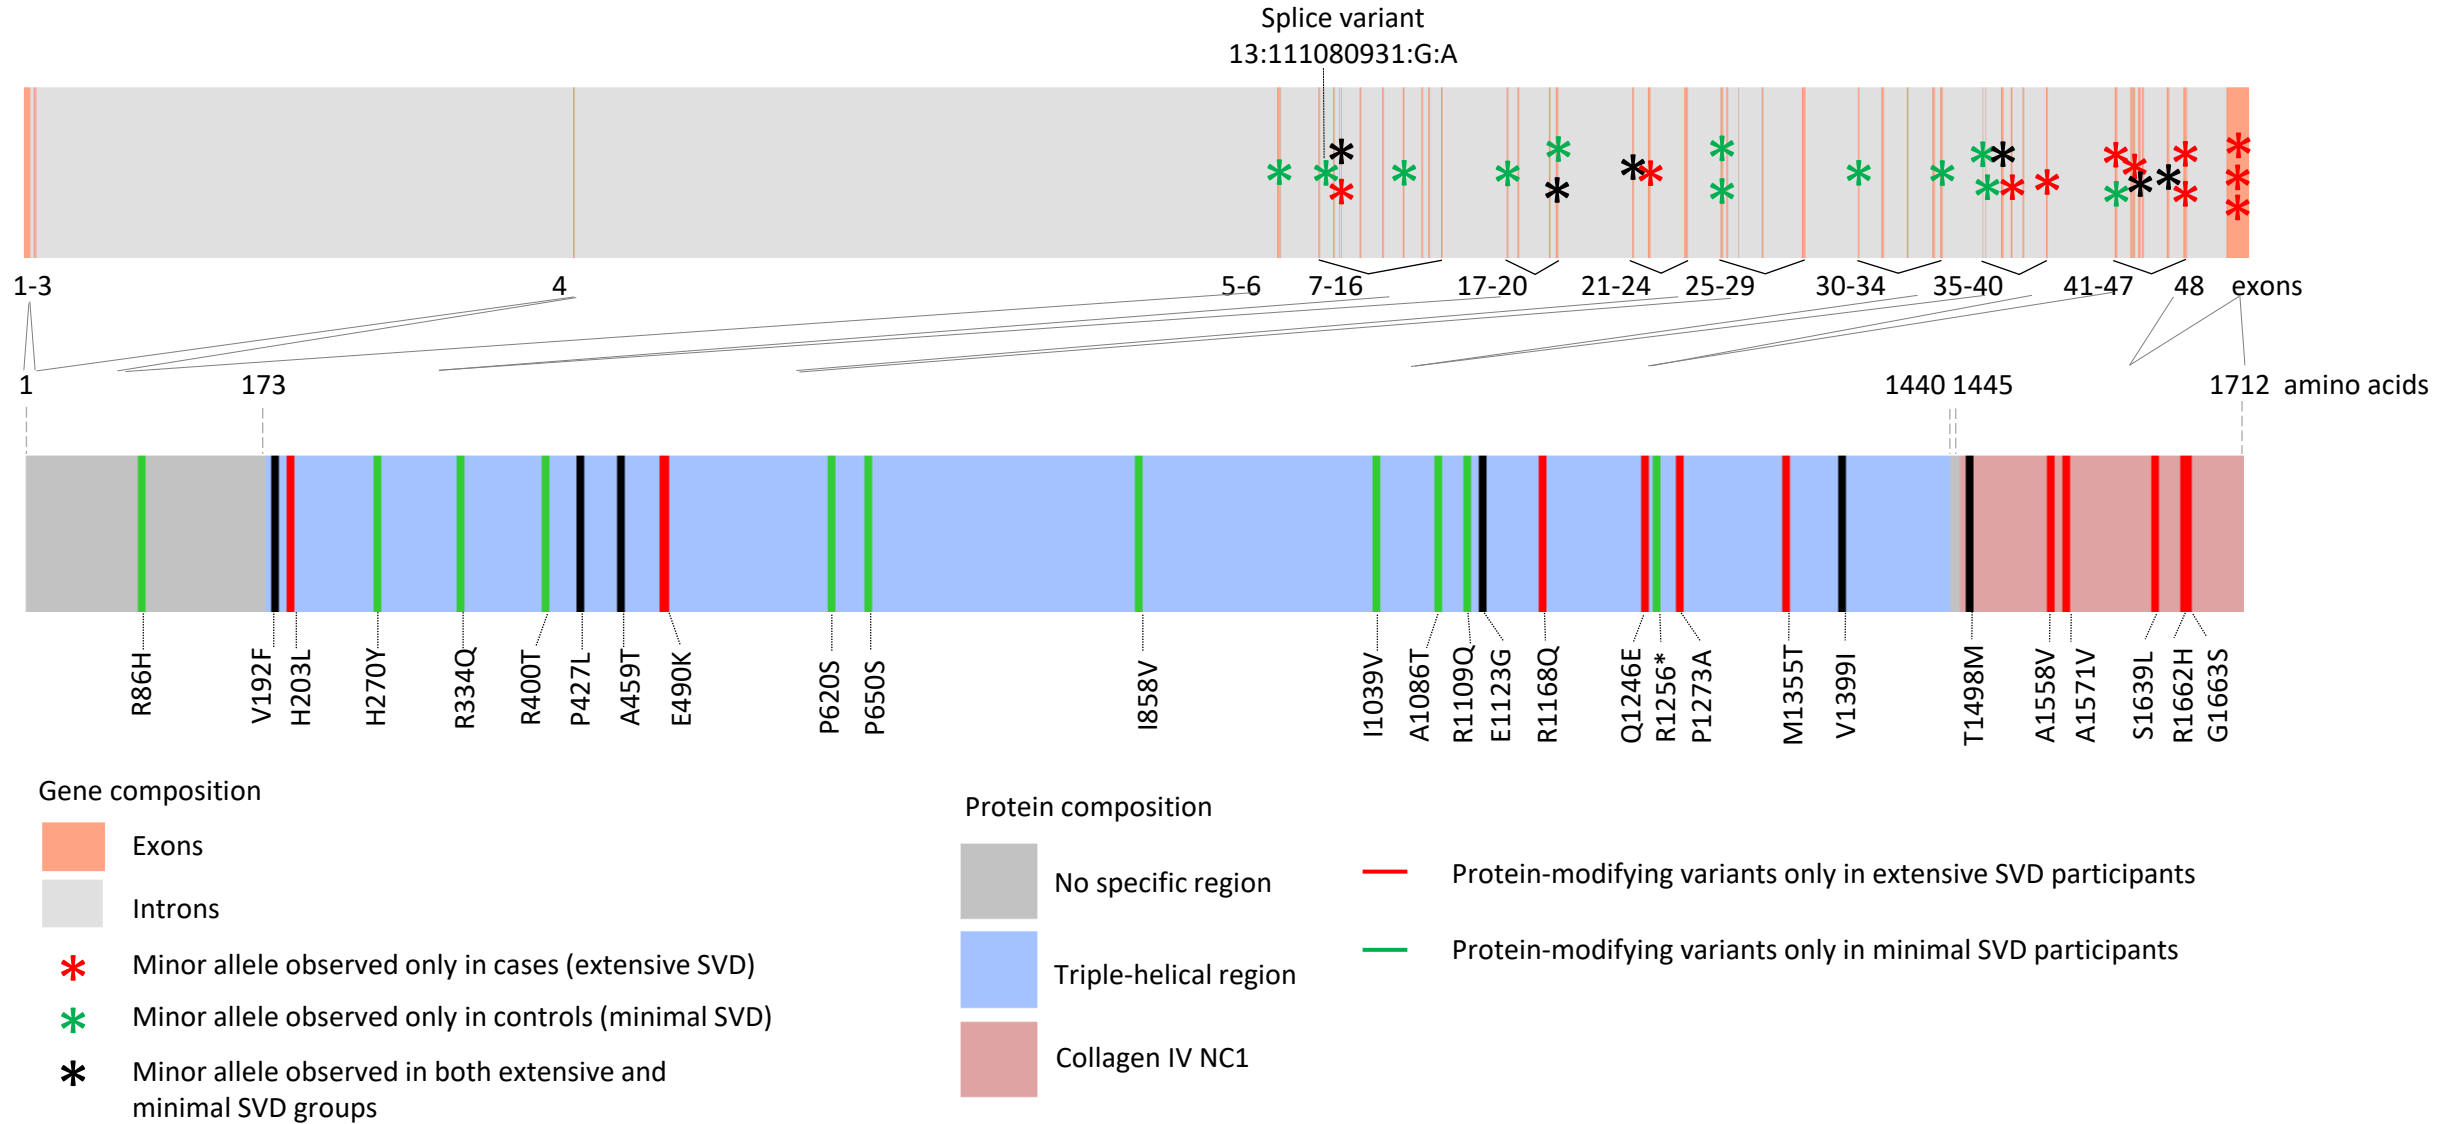 Splice variant
13:111080931:G:A
1-3 4 5-6 7-16 17-20 21-24 25-29 30-34 35-40 41-47 48 exons
1 173 1440 1445 1712 amino acids
R86H
V192F
H203L
H270Y
R334Q
R400T
P427L
A459T
E490K
P620S
P650S
I858V
I1039V
A1086T
R1109Q
E1123G
R1168Q
Q1246E
R1256*
P1273A
M1355T
V1399I
T1498M
A1558V
A1571V
S1639L
R1662H
G1663S
Gene composition
Exons
Introns
Minor allele observed only in cases (extensive SVD)
Minor allele observed only in controls (minimal SVD)
Minor allele observed in both extensive and
minimal SVD groups
Protein composition
No specific region
Triple-helical region
Collagen IV NC1
Protein-modifying variants only in extensive SVD participants
Protein-modifying variants only in minimal SVD participants